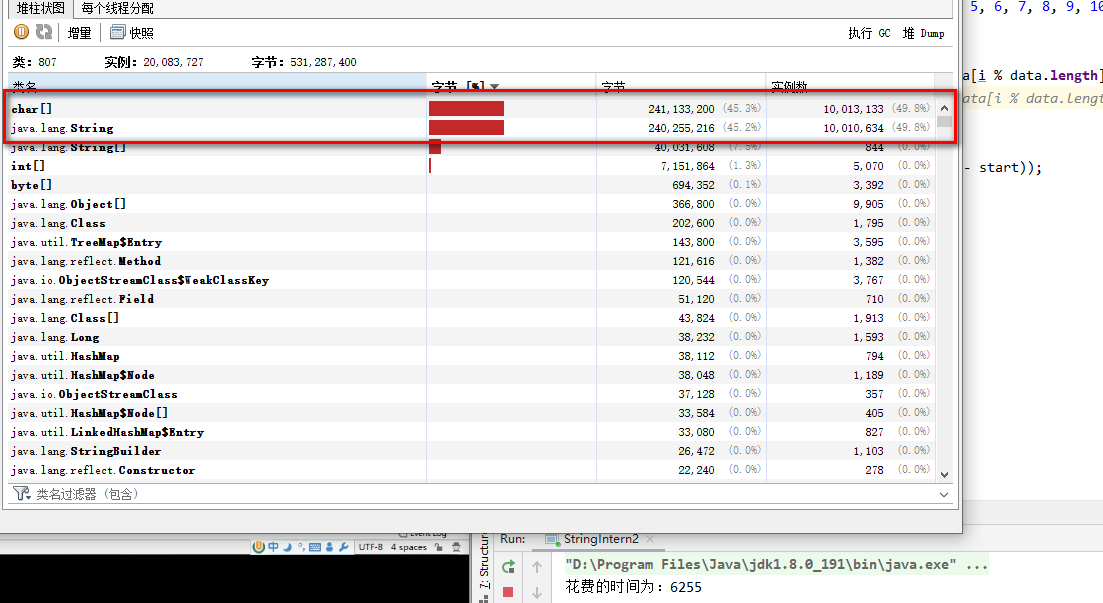 堆柱状图 每个线程分配
5, 6, 7, 8, 9, 10
增量 快照 执行 GC 堆 Dump
类: 807 实例: 20,083,727 字节: 531,287,400
a[i % data.length]
类名 字节 [%] 字节 实例数
char[] 241,133,200 (45.3%) 10,013,133 (49.8%)
ata[i % data.lengt
java.lang.String 240,255,216 (45.2%) 10,010,634 (49.8%)
java.lang.String[] 40,031,608 (7.5%) 844 (0.0%)
int[] 7,151,864 (1.3%) 5,070 (0.0%)
- start));
byte[] 694,352 (0.1%) 3,392 (0.0%)
java.lang.Object[] 366,800 (0.0%) 9,905 (0.0%)
java.lang.Class 202,600 (0.0%) 1,795 (0.0%)
java.util.TreeMap$Entry 143,800 (0.0%) 3,595 (0.0%)
java.lang.reflect.Method 121,616 (0.0%) 1,382 (0.0%)
java.io.ObjectStreamClass$WeakClassKey 120,544 (0.0%) 3,767 (0.0%)
java.lang.reflect.Field 51,120 (0.0%) 710 (0.0%)
java.lang.Class[] 43,824 (0.0%) 1,913 (0.0%)
java.lang.Long 38,232 (0.0%) 1,593 (0.0%)
java.util.HashMap 38,112 (0.0%) 794 (0.0%)
java.util.HashMap$Node 38,048 (0.0%) 1,189 (0.0%)
java.io.ObjectStreamClass 37,128 (0.0%) 357 (0.0%)
java.util.HashMap$Node[] 33,584 (0.0%) 405 (0.0%)
java.util.LinkedHashMap$Entry 33,080 (0.0%) 827 (0.0%)
java.lang.StringBuilder 26,472 (0.0%) 1,103 (0.0%)
java.lang.reflect.Constructor 22,240 (0.0%) 278 (0.0%)
类名过滤器 (包含)
Event Log
Run: StringIntern2
中 UTF-8 4 spaces
7: Structur
"D:\Program Files\Java\jdk1.8.0_191\bin\java.exe" ...
花费的时间为: 6255